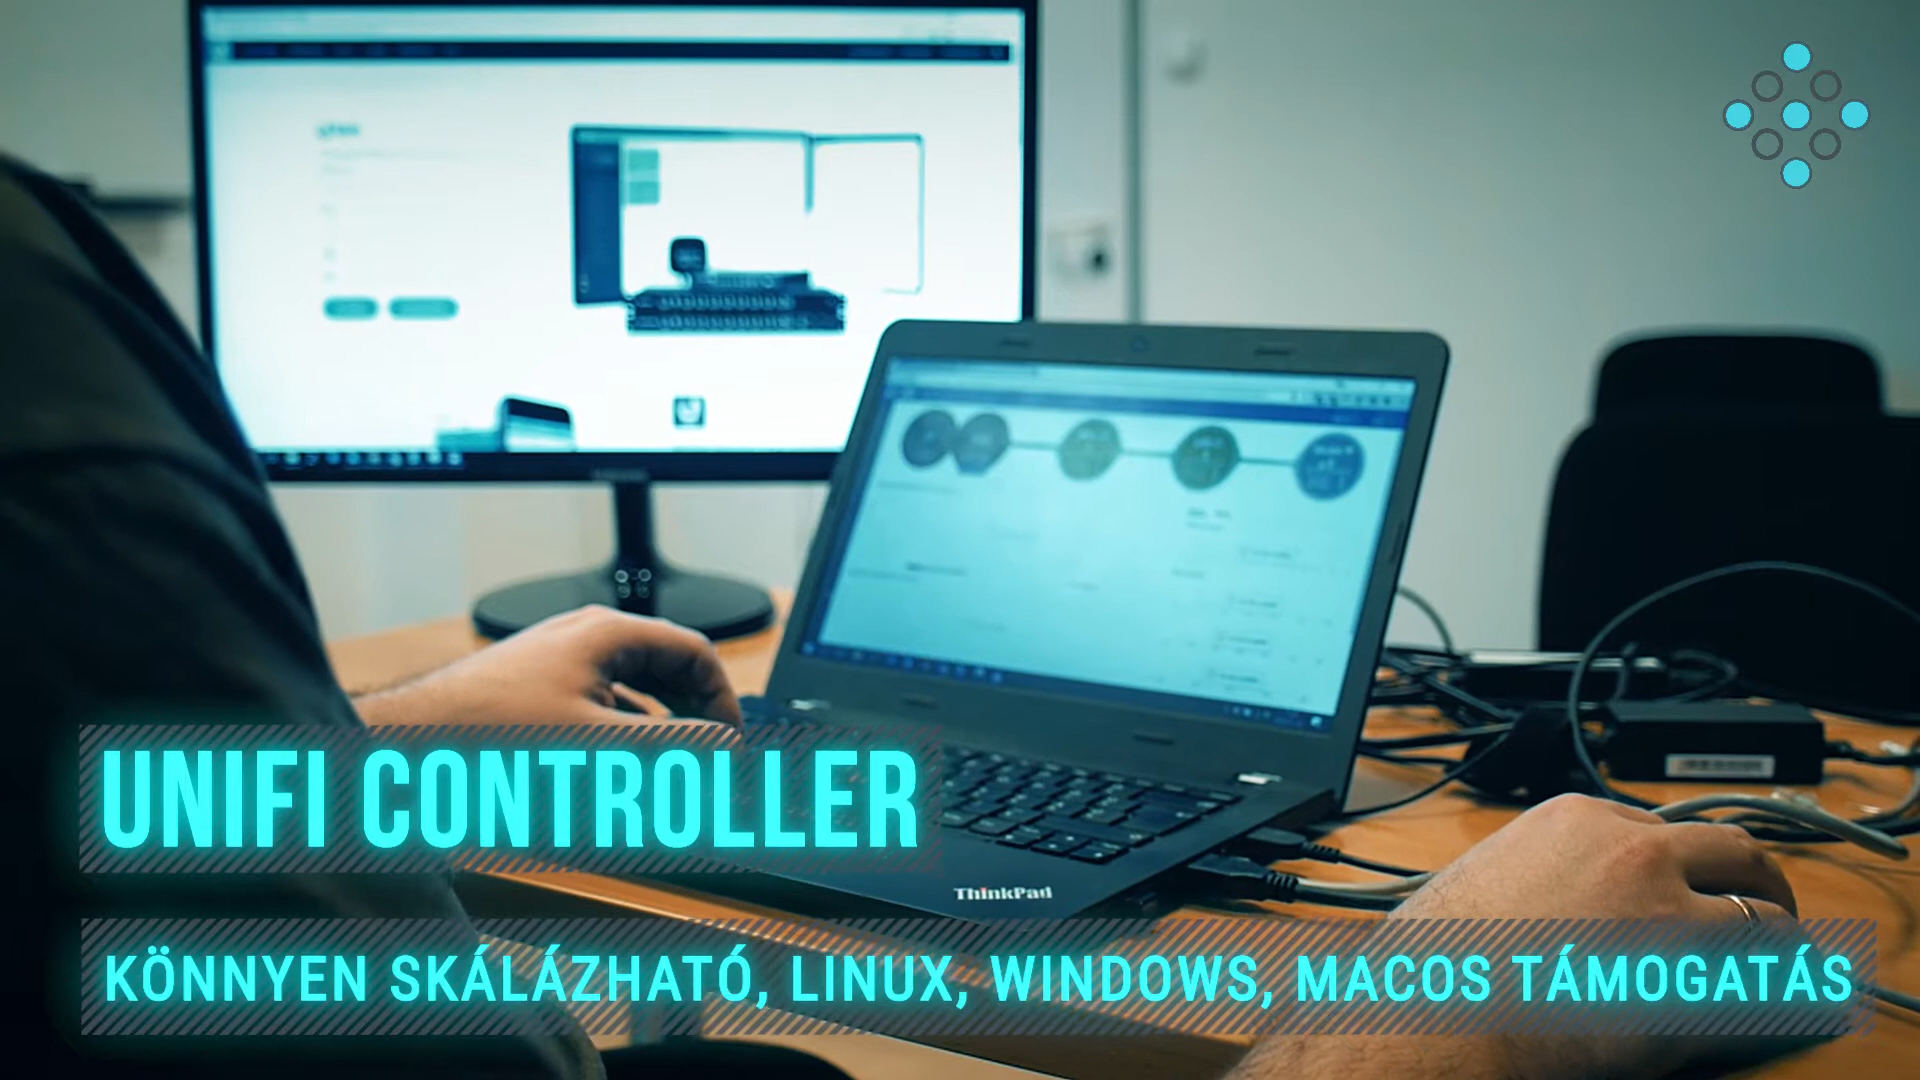 UNIFI CONTROLLER
ThinkPad
KÖNNYEN SKÁLÁZHATÓ, LINUX, WINDOWS, MACOS TÁMOGATÁS